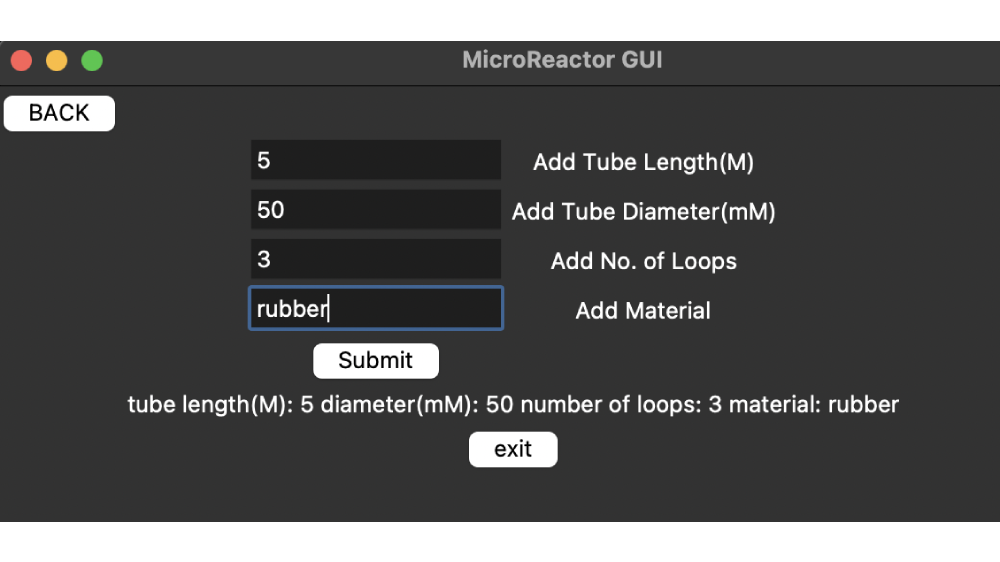 MicroReactor GUI
BACK
5 Add Tube Length(M)
50 Add Tube Diameter(mM)
3 Add No. of Loops
rubber Add Material
Submit
tube length(M): 5 diameter(mM): 50 number of loops: 3 material: rubber
exit